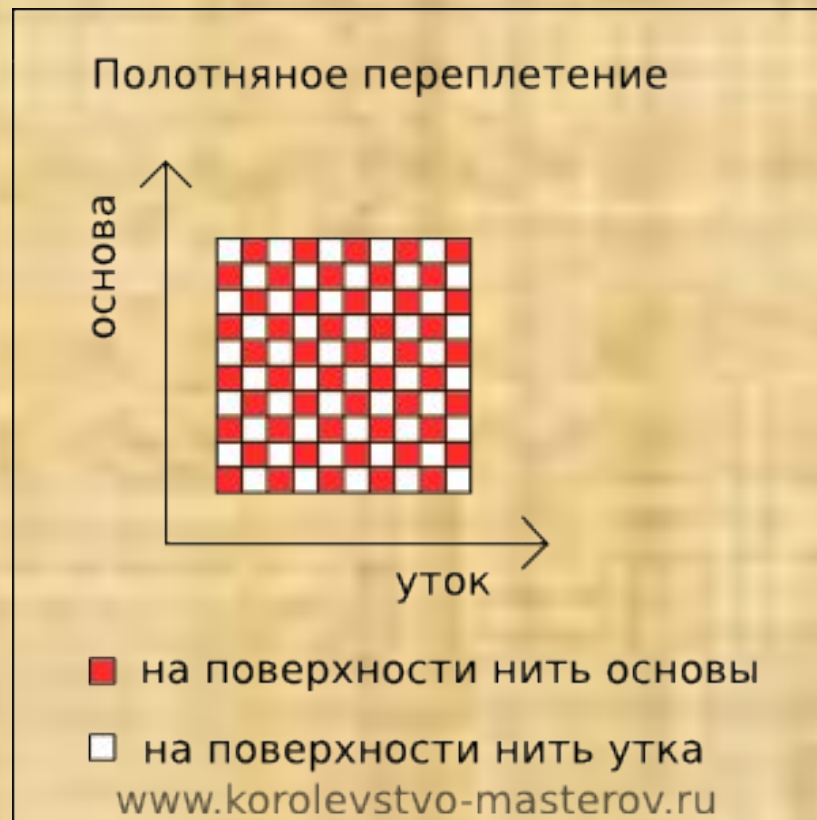 Полотняное переплетение
основа
уток
на поверхности нить основы
на поверхности нить утка
www.korolevstvo-masterov.ru